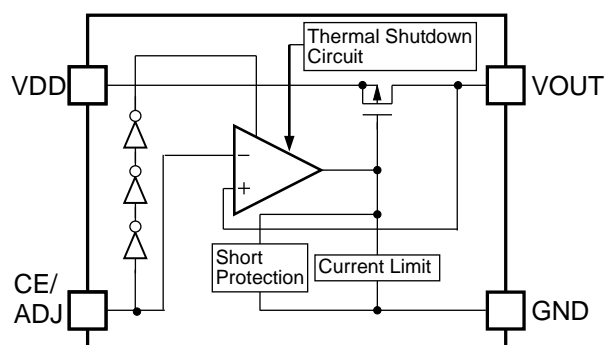 Thermal Shutdown
Circuit
VDD
VOUT
−
+
Short
Protection
Current Limit
CE/
ADJ
GND